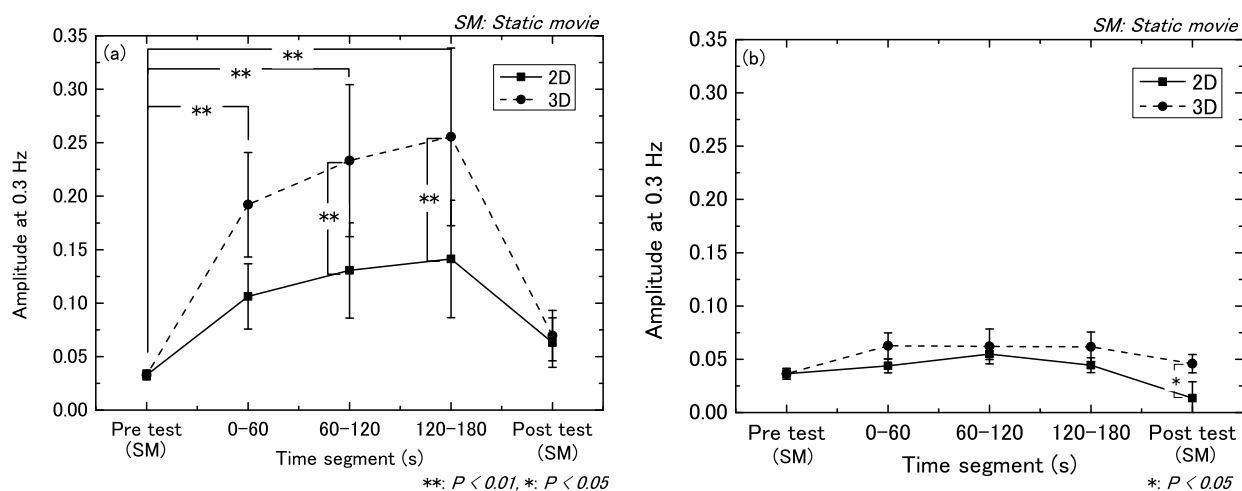 SM: Static movie
(a)
2D
3D
**
**
**
**
**
0.35
0.30
0.25
0.20
0.15
0.10
0.05
0.00
Amplitude at 0.3 Hz
Pre test
(SM)
0-60
60-120
120-180
Post test
(SM)
Time segment (s)
**: P < 0.01, *: P < 0.05
SM: Static movie
(b)
2D
3D
*
0.35
0.30
0.25
0.20
0.15
0.10
0.05
0.00
Amplitude at 0.3 Hz
Pre test
(SM)
0-60
60-120
120-180
Post test
(SM)
Time segment (s)
*: P < 0.05